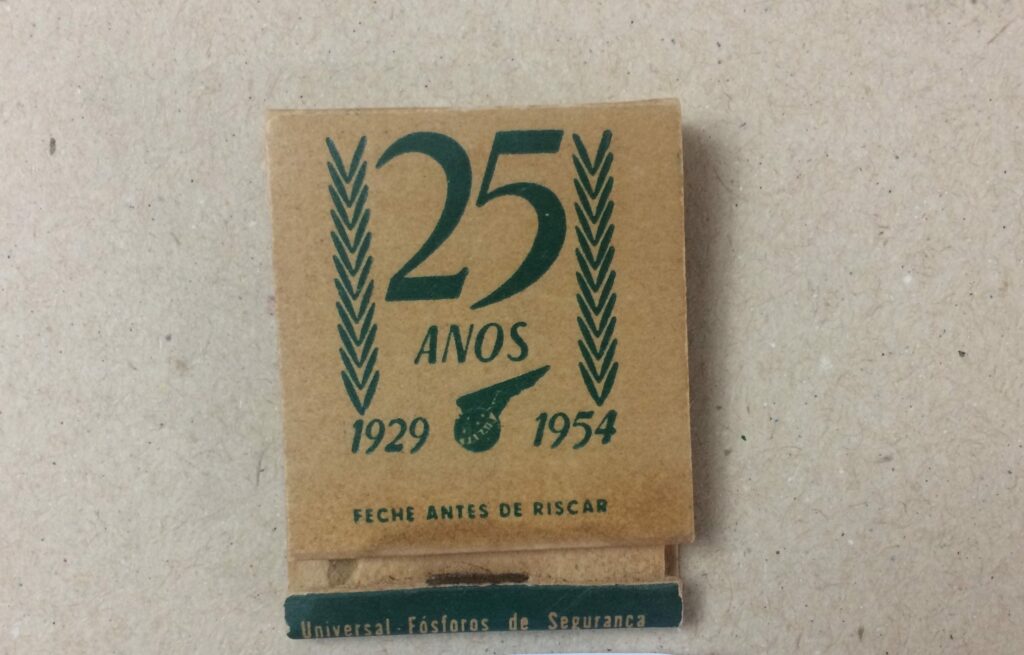 25
ANOS
1929 1954
FECHE ANTES DE RISCAR
Universal - Fósforos de Segurança